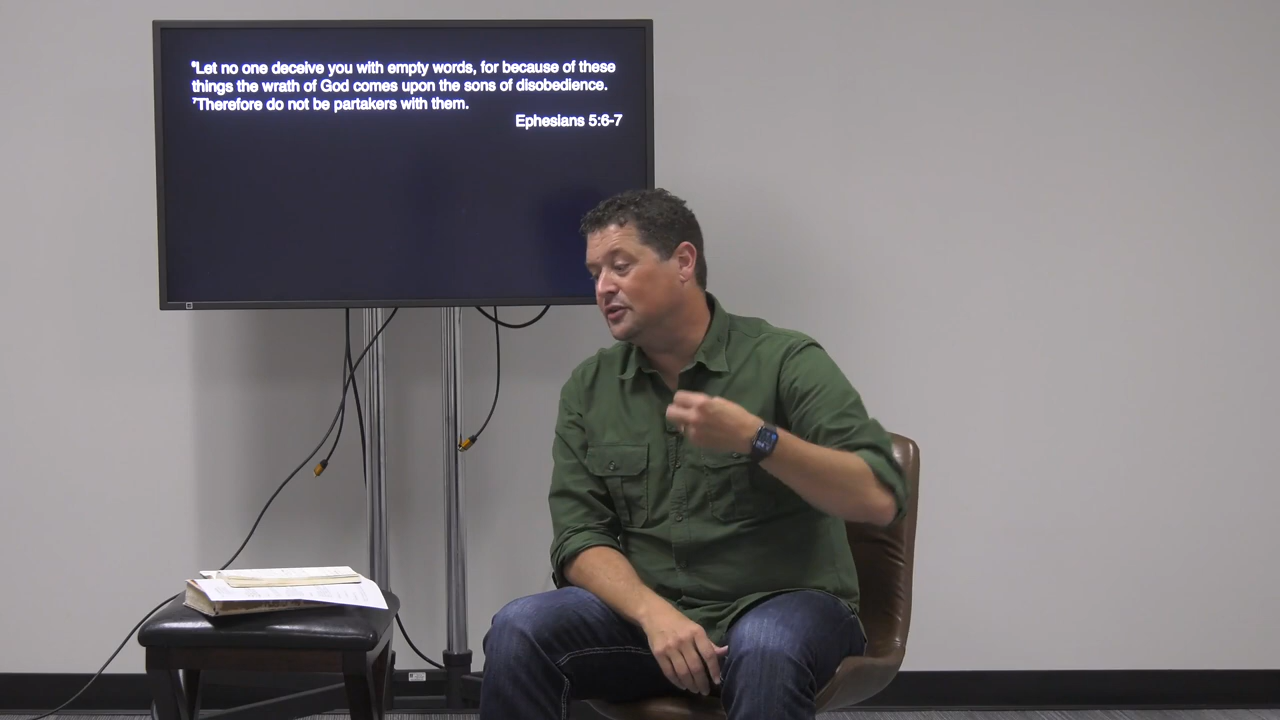 ⁶Let no one deceive you with empty words, for because of these
things the wrath of God comes upon the sons of disobedience.
⁷Therefore do not be partakers with them.
Ephesians 5:6-7